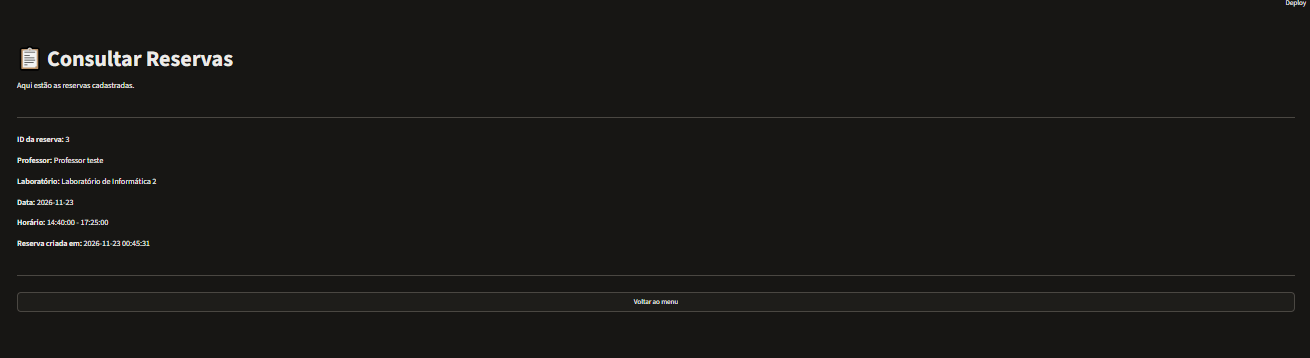 Deploy
Consultar Reservas
Aqui estão as reservas cadastradas.
ID da reserva: 3
Professor: Professor teste
Laboratório: Laboratório de Informática 2
Data: 2026-11-23
Horário: 14:40:00 - 17:25:00
Reserva criada em: 2026-11-23 00:45:31
Voltar ao menu